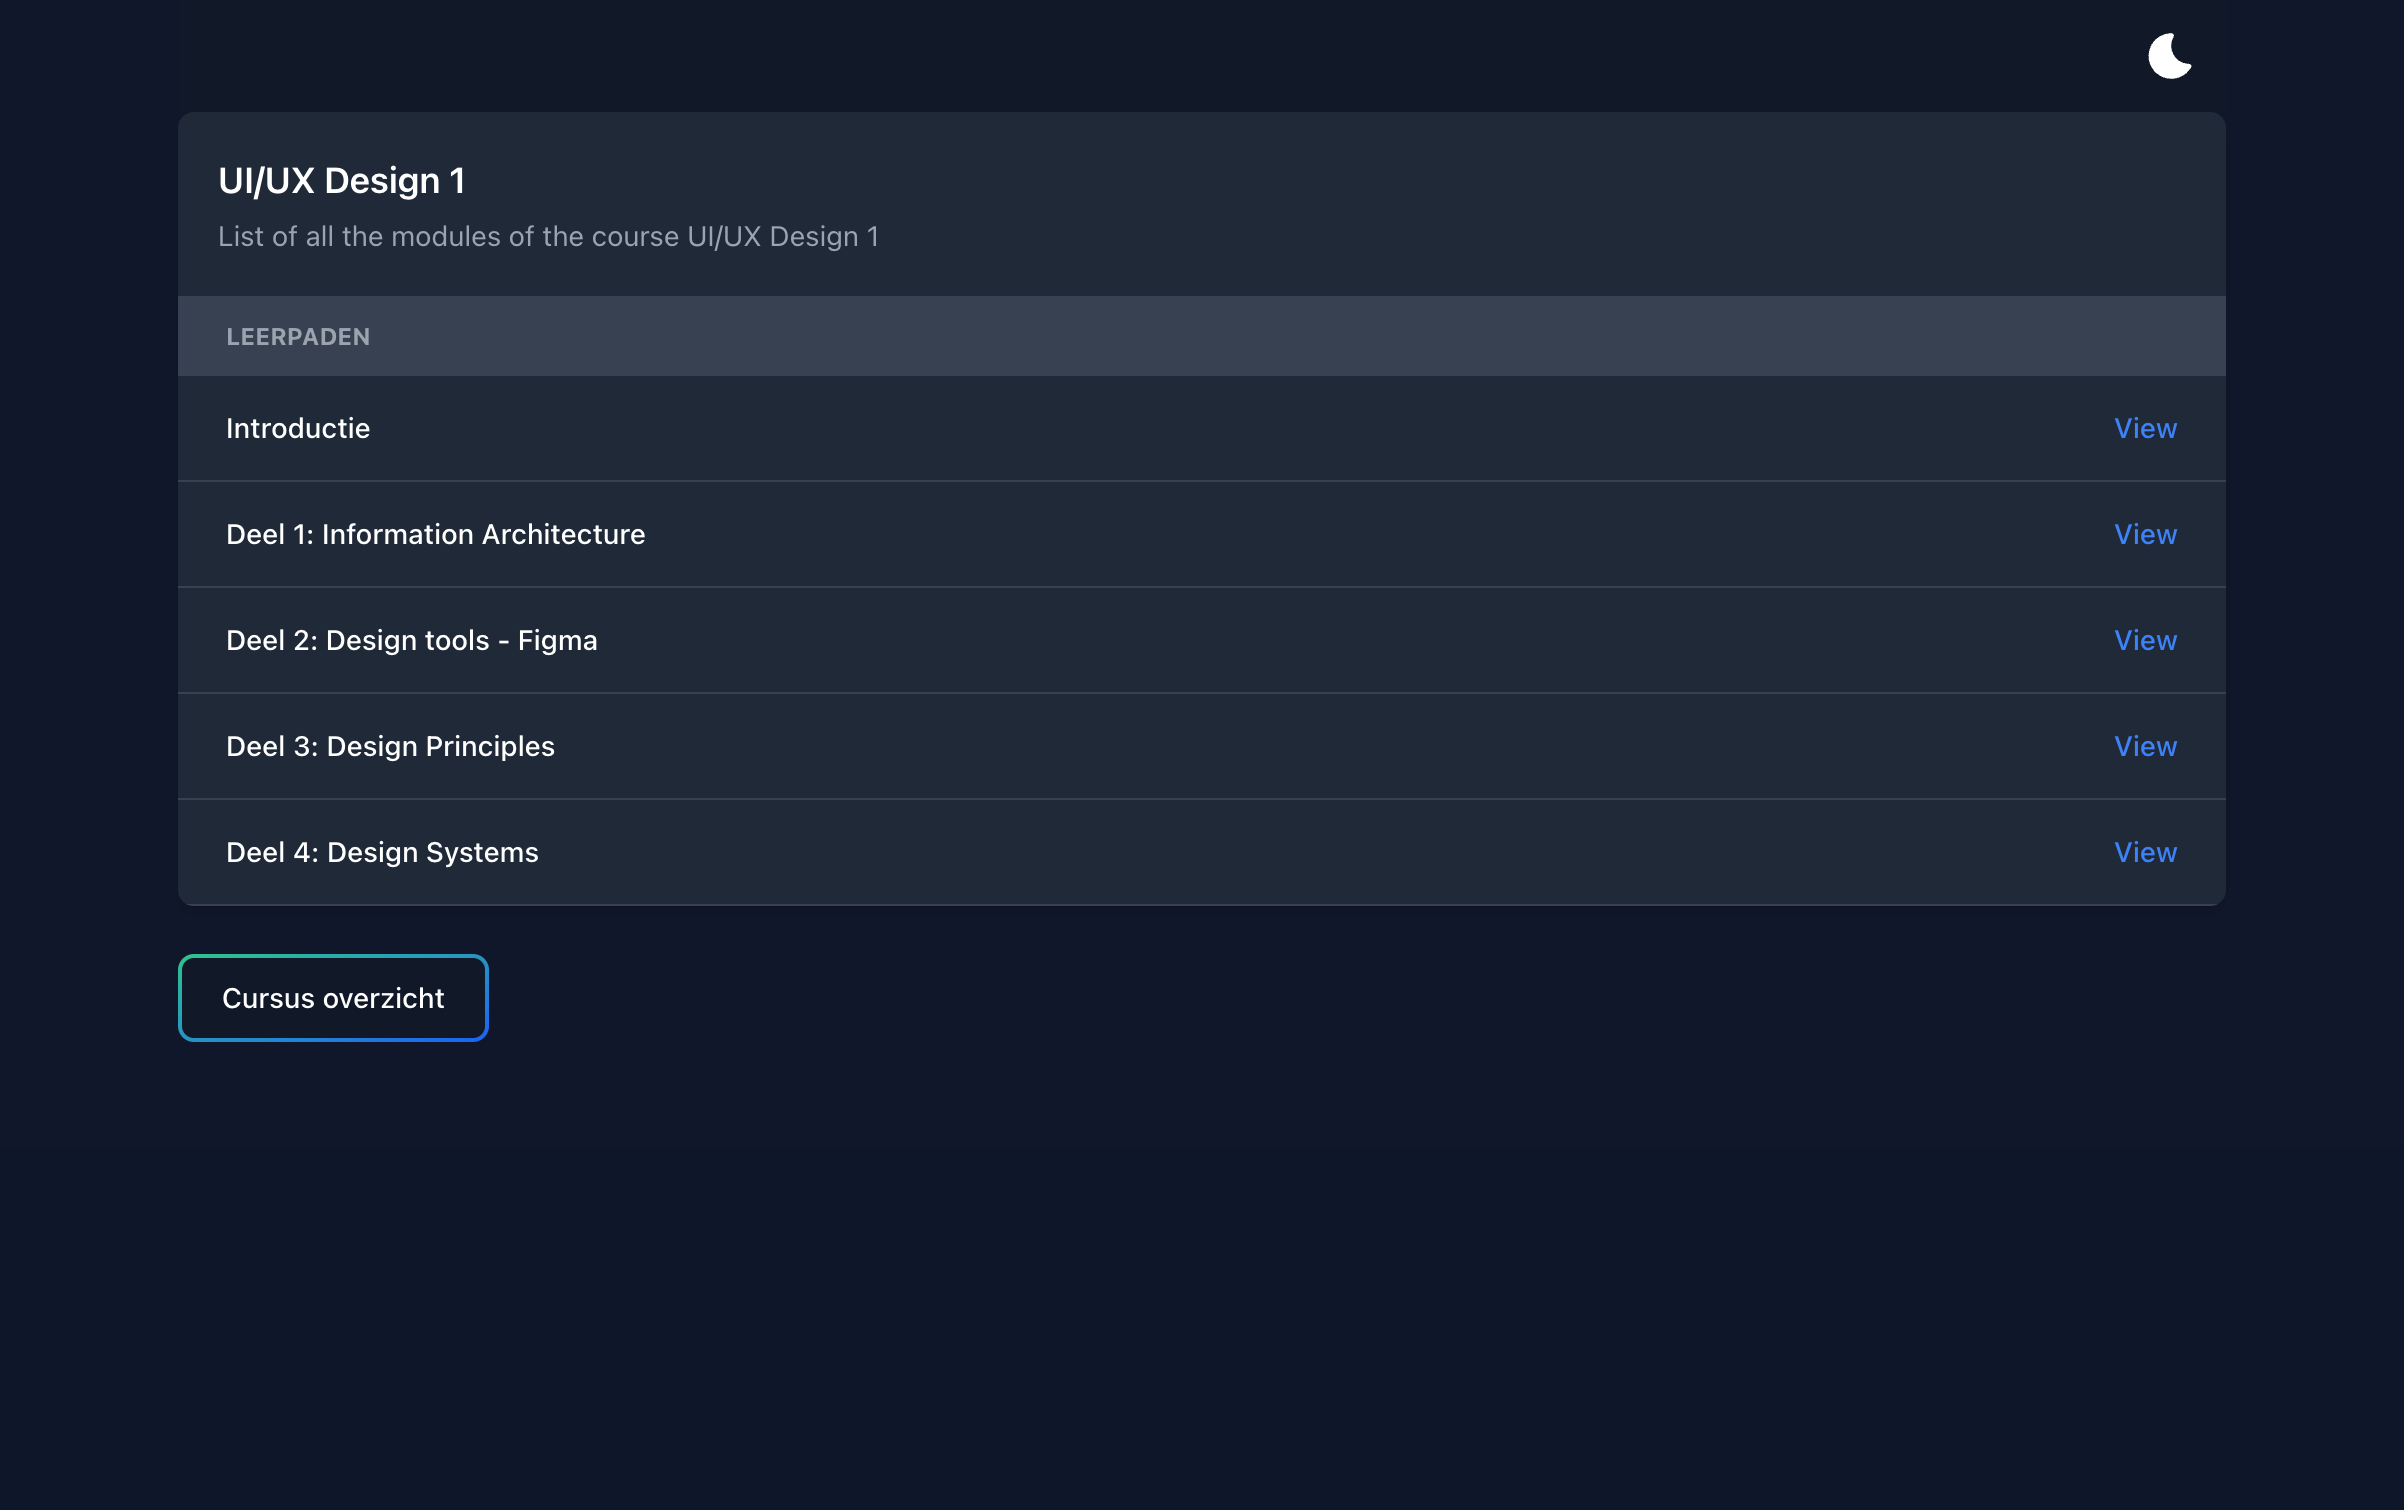 UI/UX Design 1
List of all the modules of the course UI/UX Design 1
LEERPADEN
Introductie View
Deel 1: Information Architecture View
Deel 2: Design tools - Figma View
Deel 3: Design Principles View
Deel 4: Design Systems View
Cursus overzicht